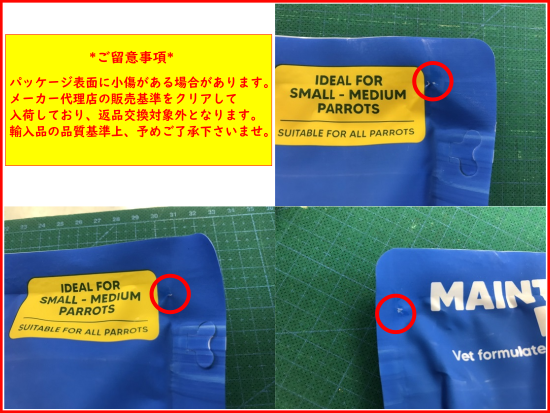 *ご留意事項*
パッケージ表面に小傷がある場合があります。
メーカー代理店の販売基準をクリアして
入荷しており、返品交換対象外となります。
輸入品の品質基準上、予めご了承下さいませ。
IDEAL FOR
SMALL - MEDIUM
PARROTS
SUITABLE FOR ALL PARROTS
IDEAL FOR
SMALL - MEDIUM
PARROTS
SUITABLE FOR ALL PARROTS
MAINT
Vet formulate